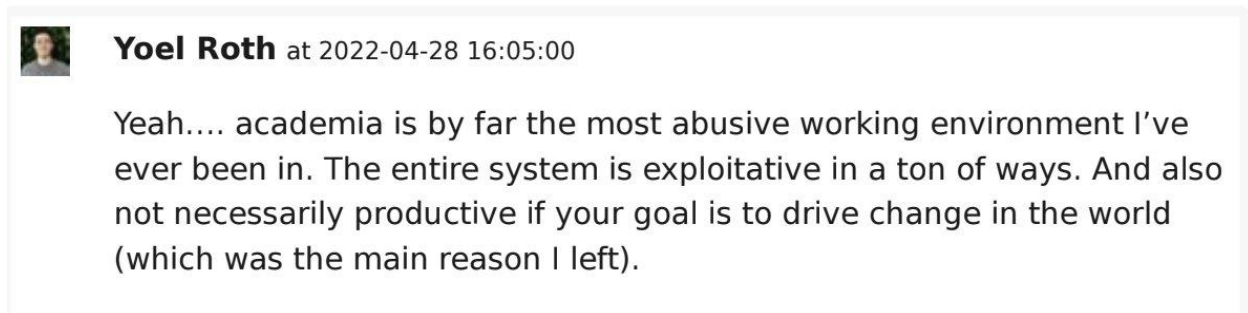 Yoel Roth at 2022-04-28 16:05:00
Yeah.... academia is by far the most abusive working environment I’ve
ever been in. The entire system is exploitative in a ton of ways. And also
not necessarily productive if your goal is to drive change in the world
(which was the main reason I left).